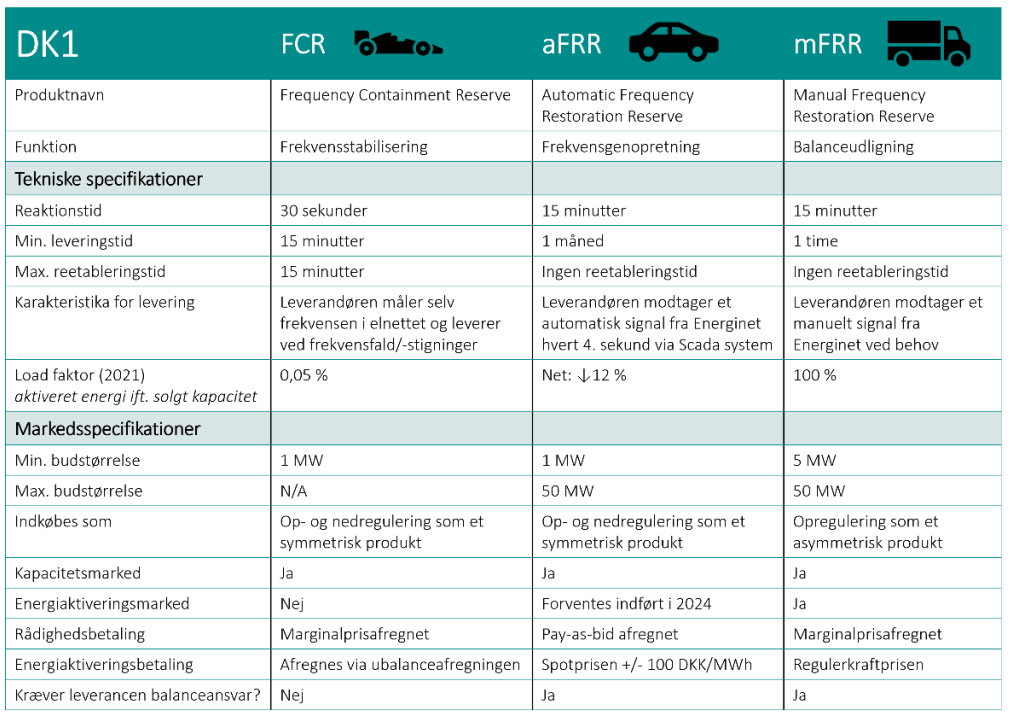 DK1 FCR aFRR mFRR
Produktnavn Frequency Containment Reserve Automatic Frequency Manual Frequency
Restoration Reserve Restoration Reserve
Funktion Frekvensstabilisering Frekvensgenopretning Balanceudligning
Tekniske specifikationer
Reaktionstid 30 sekunder 15 minutter 15 minutter
Min. leveringstid 15 minutter 1 måned 1 time
Max. reetableringstid 15 minutter Ingen reetableringstid Ingen reetableringstid
Karakteristika for levering Leverandøren måler selv Leverandøren modtager et Leverandøren modtager et
frekvensen i elnettet og leverer automatisk signal fra Energinet manuelt signal fra
ved frekvensfald/-stigninger hvert 4. sekund via Scada system Energinet ved behov
Load faktor (2021) 0,05 % Net: ↓12 % 100 %
aktiveret energi ift. solgt kapacitet
Markedsspecifikationer
Min. budstørrelse 1 MW 1 MW 5 MW
Max. budstørrelse N/A 50 MW 50 MW
Indkøbes som Op- og nedregulering som et Op- og nedregulering som et Opregulering som et
symmetrisk produkt symmetrisk produkt asymmetrisk produkt
Kapacitetsmarked Ja Ja Ja
Energiaktiveringsmarked Nej Forventes indført i 2024 Ja
Rådighedsbetaling Marginalprisafregnet Pay-as-bid afregnet Marginalprisafregnet
Energiaktiveringsbetaling Afregnes via ubalanceafregningen Spotprisen +/- 100 DKK/MWh Regulerkraftprisen
Kræver leverancen balanceansvar? Nej Ja Ja